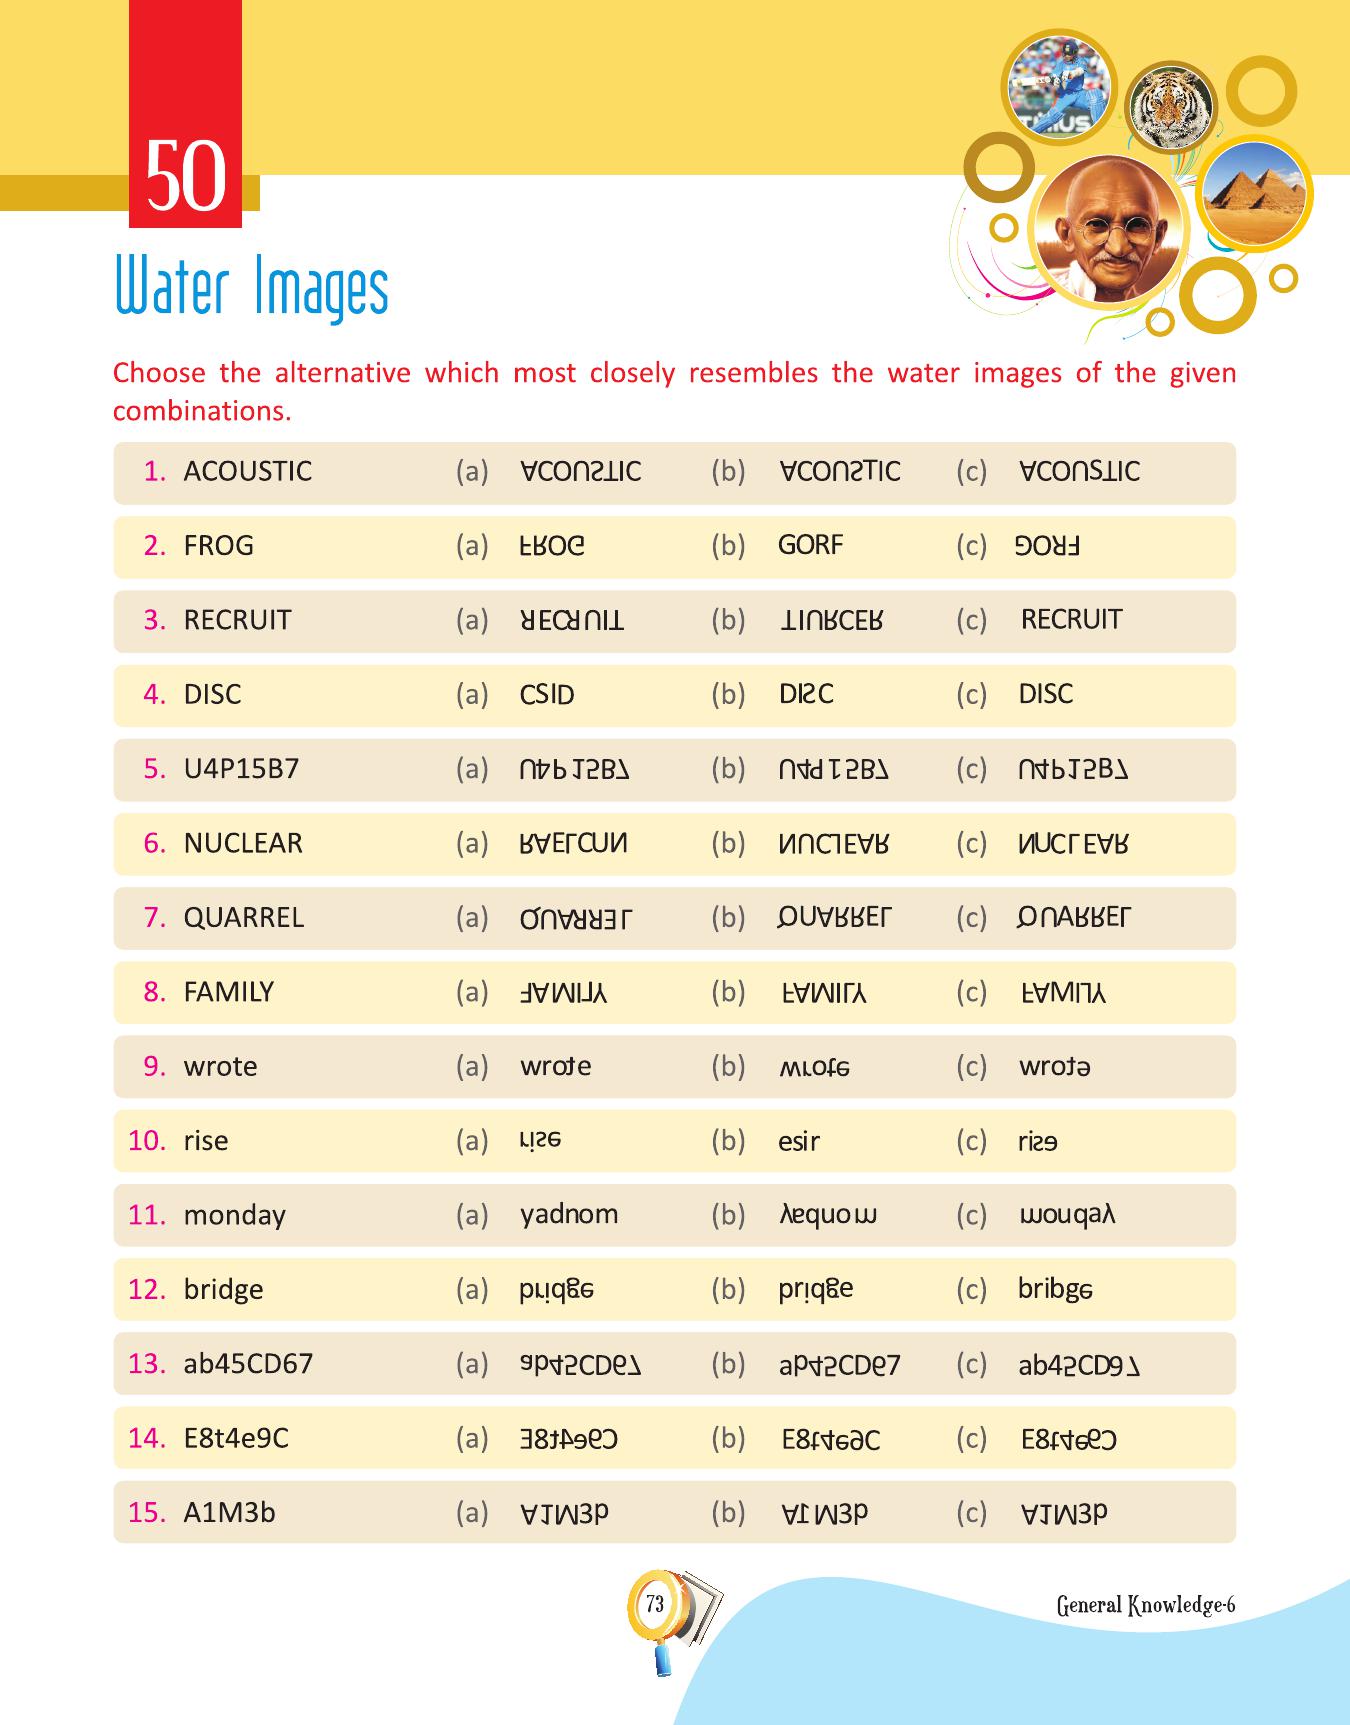 50
Water Images
Choose the alternative which most closely resembles the water images of the given
combinations.
1. ACOUSTIC (a) ACOUSTIC (b) ACOUSTIC (c) ACOUSTIC
2. FROG (a) FROG (b) GORF (c) FROG
3. RECRUIT (a) RECRUIT (b) TIURCER (c) RECRUIT
4. DISC (a) CSID (b) DISC (c) DISC
5. U4P15B7 (a) U4P15B7 (b) U4P15B7 (c) U4P15B7
6. NUCLEAR (a) RAELCUN (b) NUCLEAR (c) NUCLEAR
7. QUARREL (a) QUARREL (b) QUARREL (c) QUARREL
8. FAMILY (a) FAMILY (b) FAMILY (c) FAMILY
9. wrote (a) wrote (b) wrote (c) wrote
10. rise (a) rise (b) esir (c) rise
11. monday (a) yadnom (b) yadnom (c) monday
12. bridge (a) bridge (b) bridge (c) bridge
13. ab45CD67 (a) ab45CD67 (b) ab45CD67 (c) ab45CD67
14. E8t4e9C (a) E8t4e9C (b) E8t4e9C (c) E8t4e9C
15. A1M3b (a) A1M3b (b) A1M3b (c) A1M3b
73
General Knowledge-6